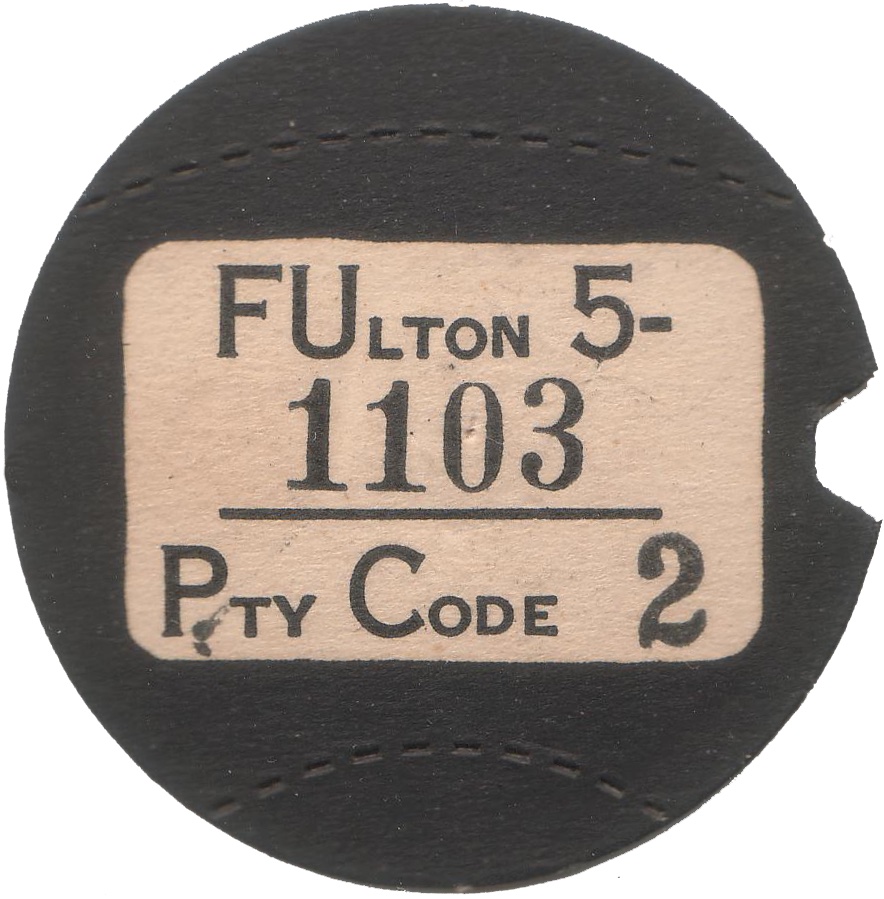 FULTON 5-
1103
PTY CODE 2